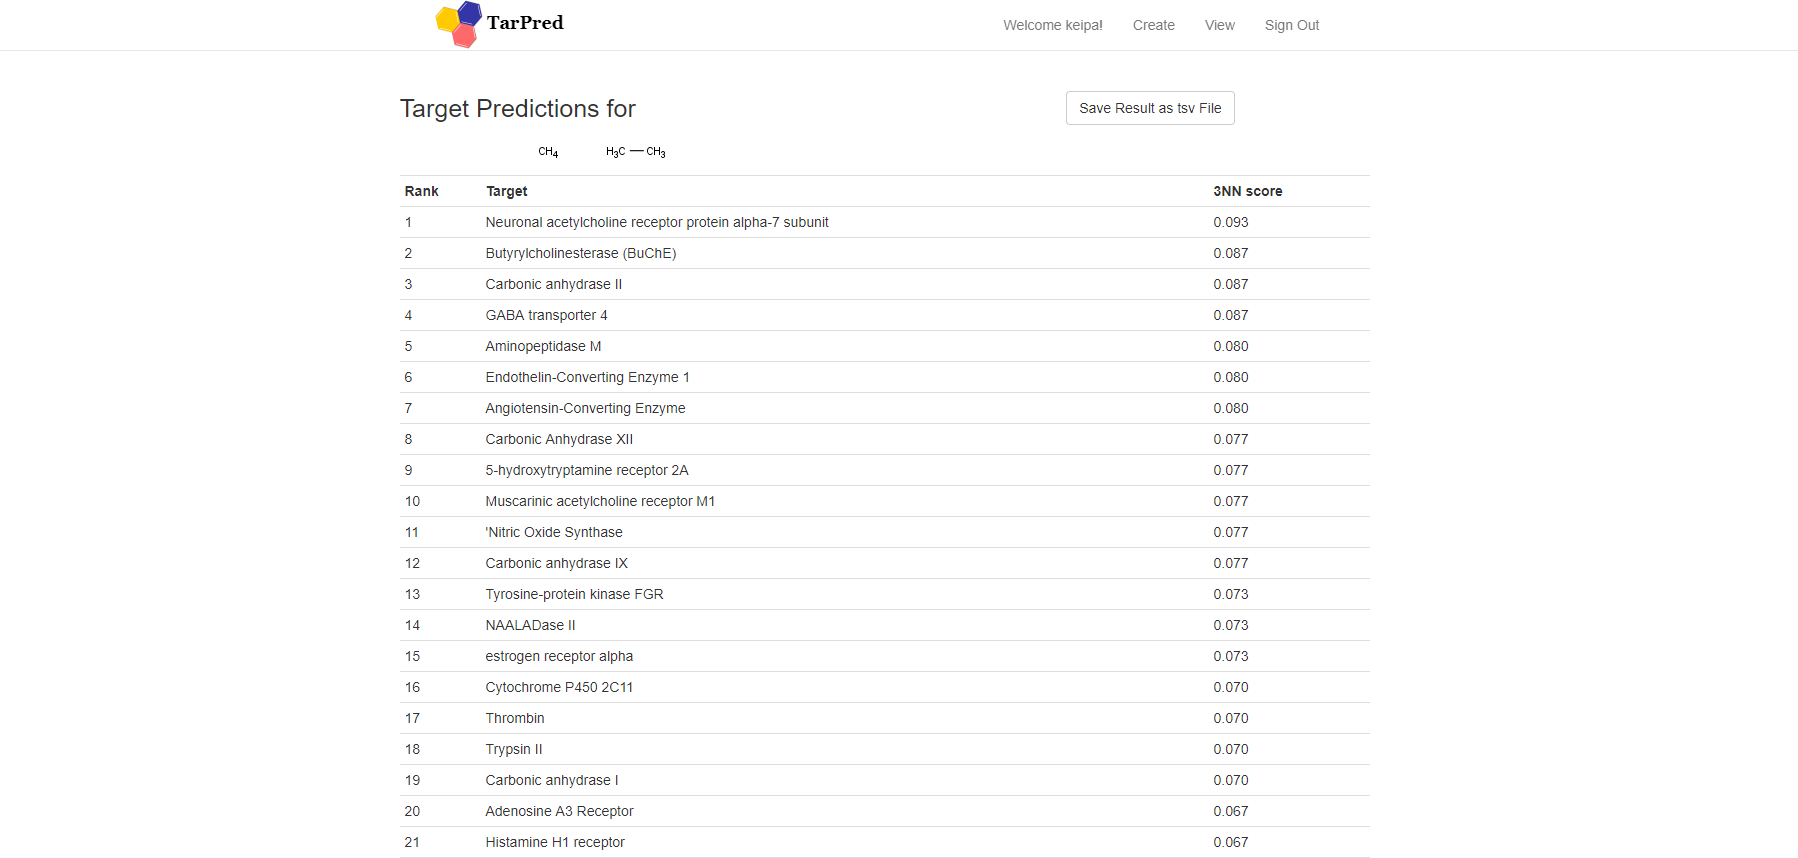 TarPred
Welcome keipa! Create View Sign Out
Target Predictions for
Save Result as tsv File
CH4 H3C — CH3
Rank Target 3NN score
1 Neuronal acetylcholine receptor protein alpha-7 subunit 0.093
2 Butyrylcholinesterase (BuChE) 0.087
3 Carbonic anhydrase II 0.087
4 GABA transporter 4 0.087
5 Aminopeptidase M 0.080
6 Endothelin-Converting Enzyme 1 0.080
7 Angiotensin-Converting Enzyme 0.080
8 Carbonic Anhydrase XII 0.077
9 5-hydroxytryptamine receptor 2A 0.077
10 Muscarinic acetylcholine receptor M1 0.077
11 'Nitric Oxide Synthase 0.077
12 Carbonic anhydrase IX 0.077
13 Tyrosine-protein kinase FGR 0.073
14 NAALADase II 0.073
15 estrogen receptor alpha 0.073
16 Cytochrome P450 2C11 0.070
17 Thrombin 0.070
18 Trypsin II 0.070
19 Carbonic anhydrase I 0.070
20 Adenosine A3 Receptor 0.067
21 Histamine H1 receptor 0.067